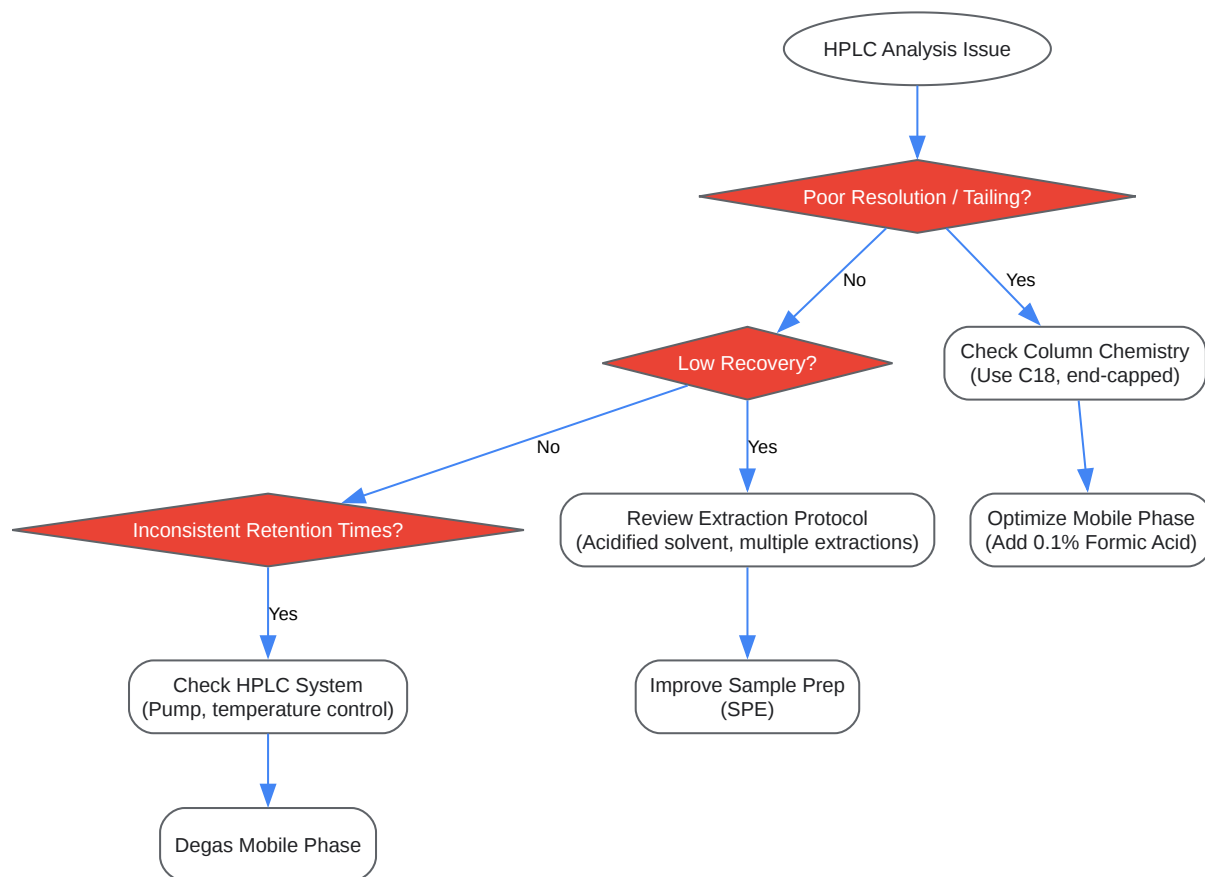 HPLC Analysis Issue
Poor Resolution / Tailing?
No
Yes
Low Recovery?
Check Column Chemistry
(Use C18, end-capped)
No
Yes
Inconsistent Retention Times?
Review Extraction Protocol
(Acidified solvent, multiple extractions)
Optimize Mobile Phase
(Add 0.1% Formic Acid)
Yes
Check HPLC System
(Pump, temperature control)
Improve Sample Prep
(SPE)
Degas Mobile Phase